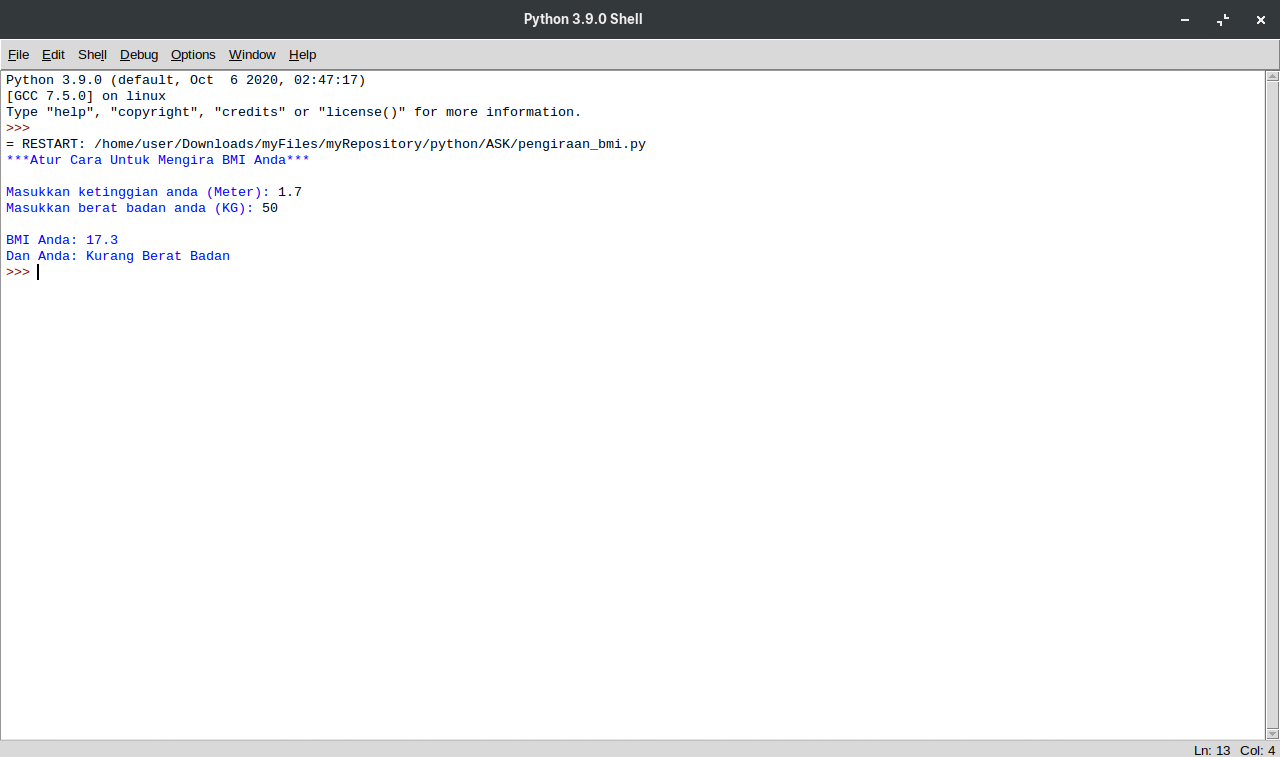 Python 3.9.0 Shell
File Edit Shell Debug Options Window Help
Python 3.9.0 (default, Oct  6 2020, 02:47:17)
[GCC 7.5.0] on linux
Type "help", "copyright", "credits" or "license()" for more information.
>>>
= RESTART: /home/user/Downloads/myFiles/myRepository/python/ASK/pengiraan_bmi.py
***Atur Cara Untuk Mengira BMI Anda***
Masukkan ketinggian anda (Meter): 1.7
Masukkan berat badan anda (KG): 50
BMI Anda: 17.3
Dan Anda: Kurang Berat Badan
>>>
Ln: 13 Col: 4